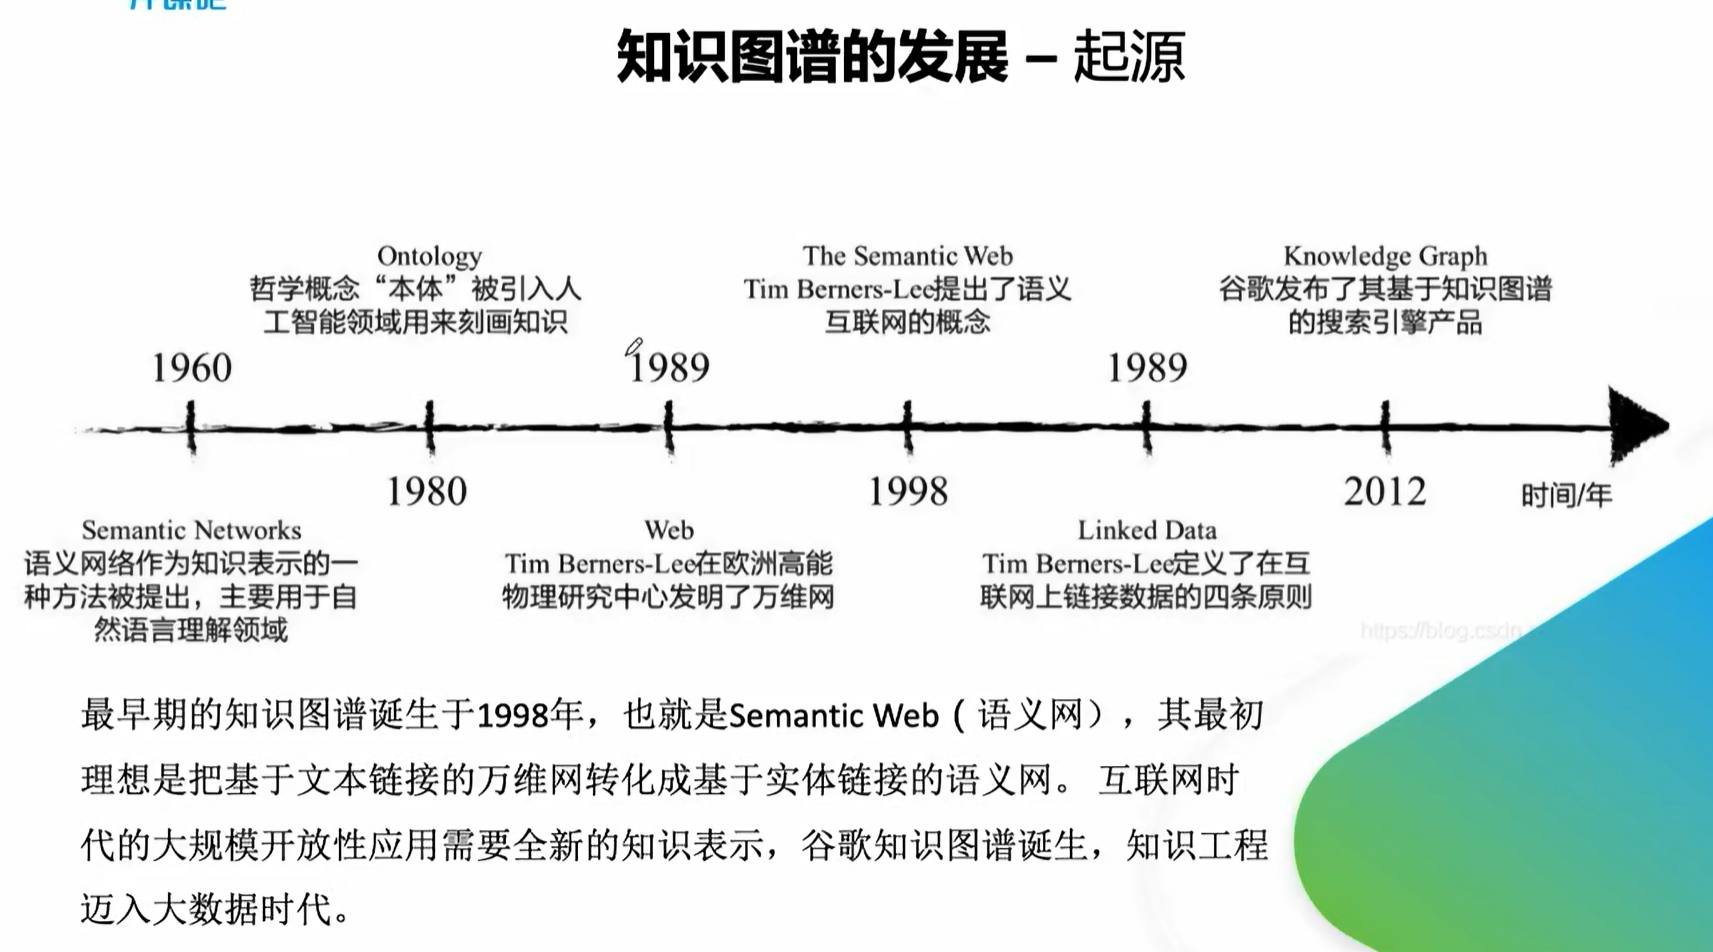 开课吧
知识图谱的发展 – 起源
Ontology
哲学概念“本体”被引入人
工智能领域用来刻画知识
The Semantic Web
Tim Berners-Lee提出了语义
互联网的概念
Knowledge Graph
谷歌发布了其基于知识图谱
的搜索引擎产品
1960
1989
1989
1980
1998
2012
时间/年
Semantic Networks
语义网络作为知识表示的一
种方法被提出，主要用于自
然语言理解领域
Web
Tim Berners-Lee在欧洲高能
物理研究中心发明了万维网
Linked Data
Tim Berners-Lee定义了在互
联网上链接数据的四条原则
https://blog.csdn
最早期的知识图谱诞生于1998年，也就是Semantic Web（语义网），其最初
理想是把基于文本链接的万维网转化成基于实体链接的语义网。 互联网时
代的大规模开放性应用需要全新的知识表示，谷歌知识图谱诞生，知识工程
迈入大数据时代。